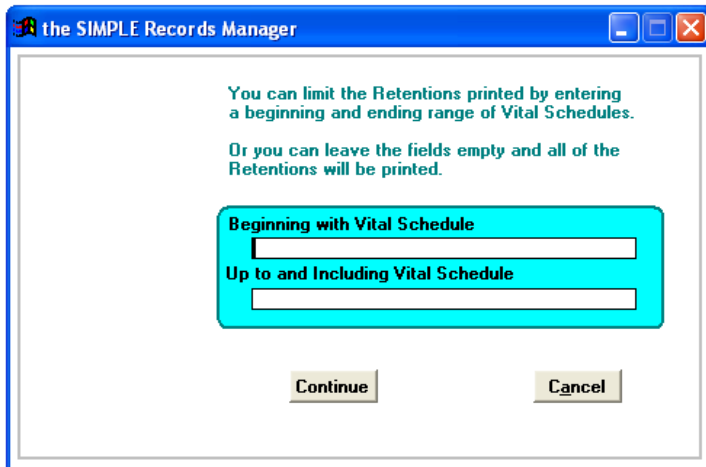 the SIMPLE Records Manager
You can limit the Retentions printed by entering
a beginning and ending range of Vital Schedules.
Or you can leave the fields empty and all of the
Retentions will be printed.
Beginning with Vital Schedule
Up to and Including Vital Schedule
Continue
Cancel